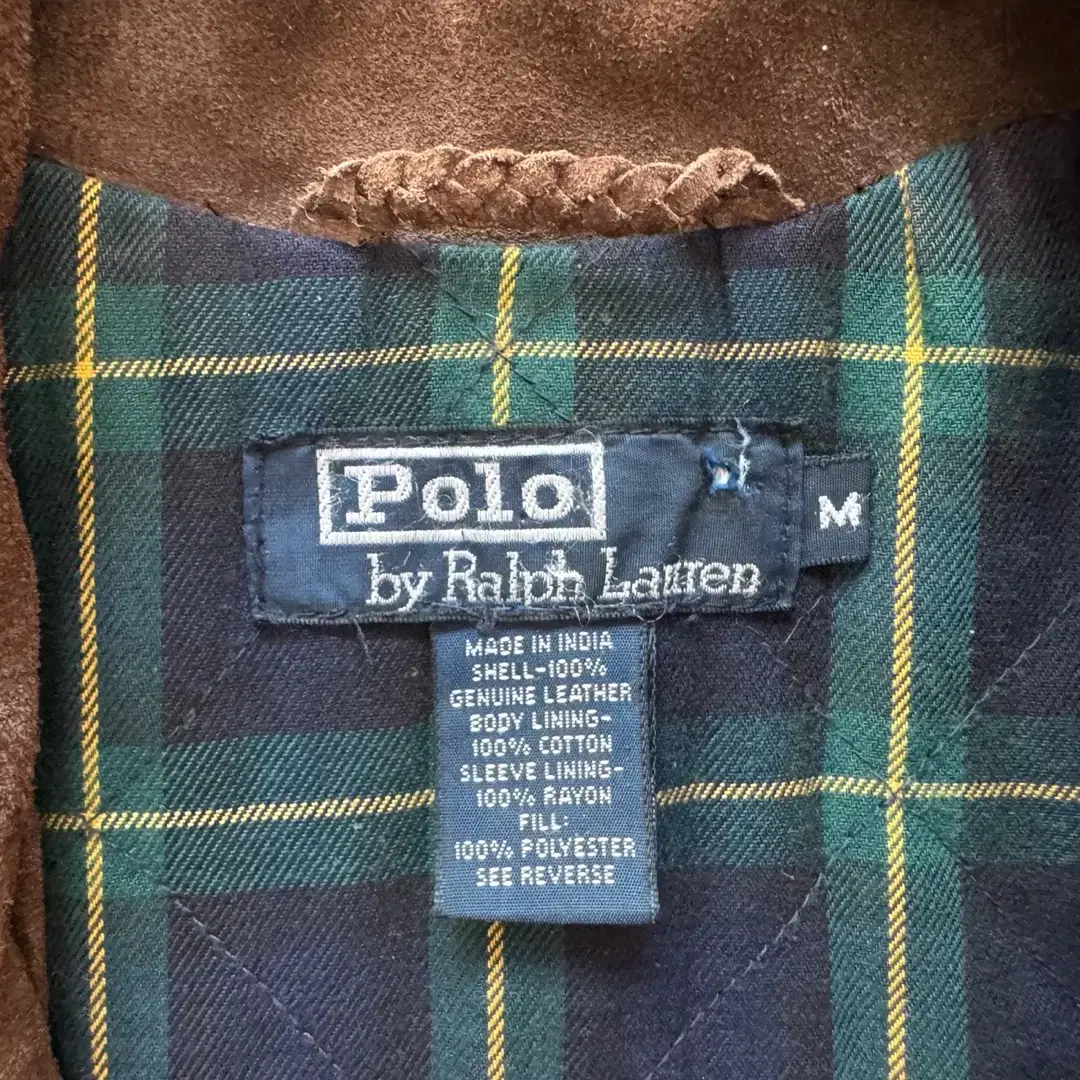 Polo
by Ralph Lauren
M
MADE IN INDIA
SHELL-100%
GENUINE LEATHER
BODY LINING-
100% COTTON
SLEEVE LINING-
100% RAYON
FILL:
100% POLYESTER
SEE REVERSE